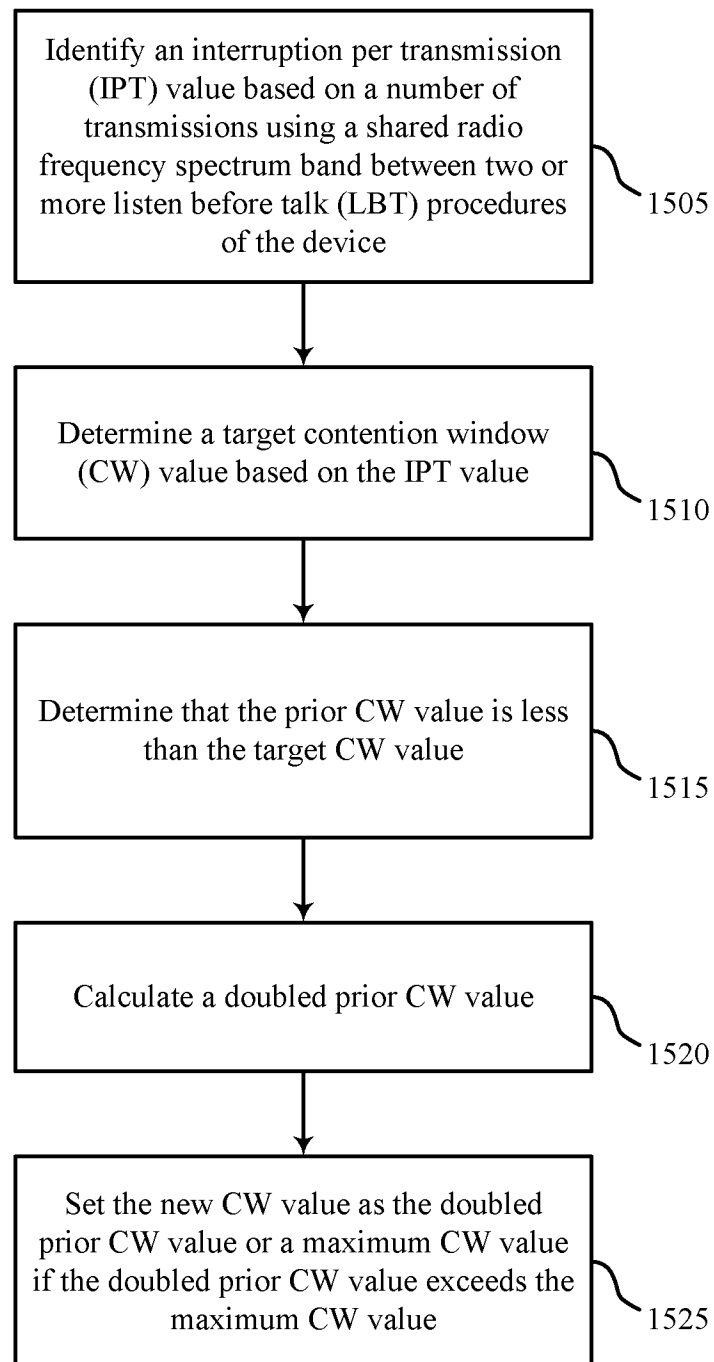 Identify an interruption per transmission
(IPT) value based on a number of
transmissions using a shared radio
frequency spectrum band between two or
more listen before talk (LBT) procedures
of the device
1505
Determine a target contention window
(CW) value based on the IPT value
1510
Determine that the prior CW value is less
than the target CW value
1515
Calculate a doubled prior CW value
1520
Set the new CW value as the doubled
prior CW value or a maximum CW value
if the doubled prior CW value exceeds the
maximum CW value
1525